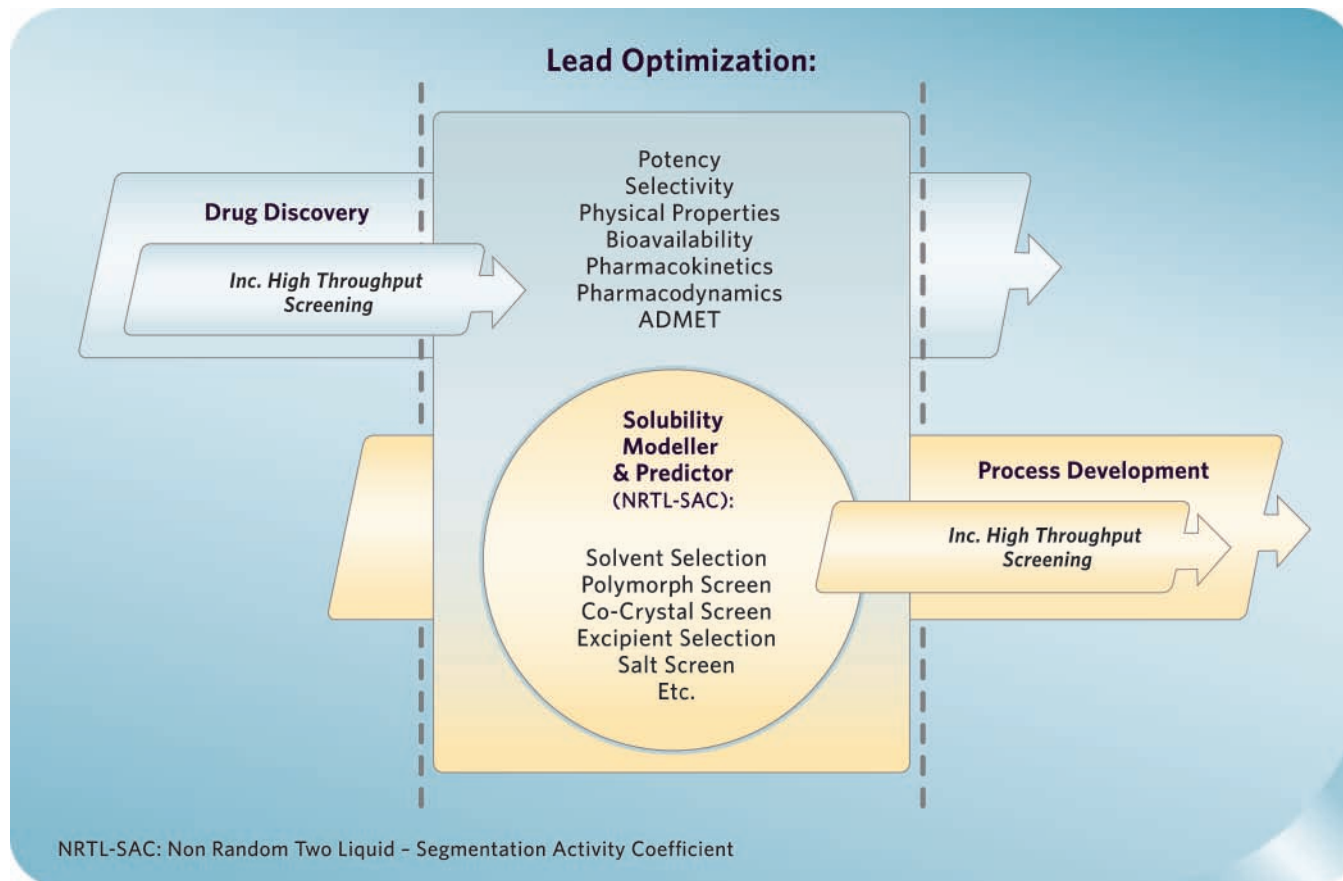 Lead Optimization:
Potency
Selectivity
Physical Properties
Bioavailability
Pharmacokinetics
Pharmacodynamics
ADMET
Drug Discovery
Inc. High Throughput
Screening
Solubility
Modeller
& Predictor
(NRTL-SAC):
Solvent Selection
Polymorph Screen
Co-Crystal Screen
Excipient Selection
Salt Screen
Etc.
Process Development
Inc. High Throughput
Screening
NRTL-SAC: Non Random Two Liquid – Segmentation Activity Coefficient